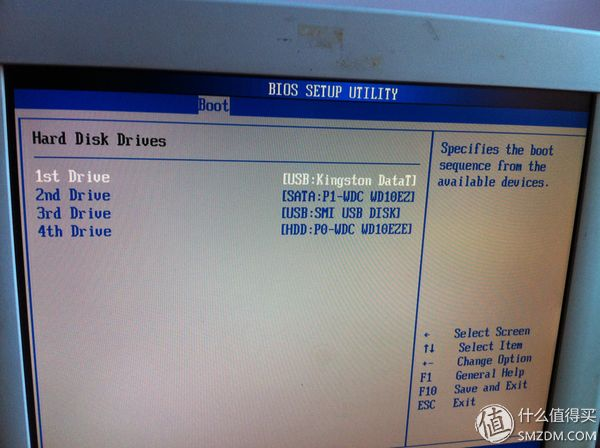 BIOS SETUP UTILITY
Boot
Hard Disk Drives
1st Drive [USB:Kingston DataT]
2nd Drive [SATA:P1-WDC WD10EZ]
3rd Drive [USB:SMI USB DISK]
4th Drive [HDD:P0-WDC WD10EZE]
Specifies the boot
sequence from the
available devices.
← Select Screen
↑↓ Select Item
+- Change Option
F1 General Help
F10 Save and Exit
ESC Exit
值 什么值得买
SMZDM.COM